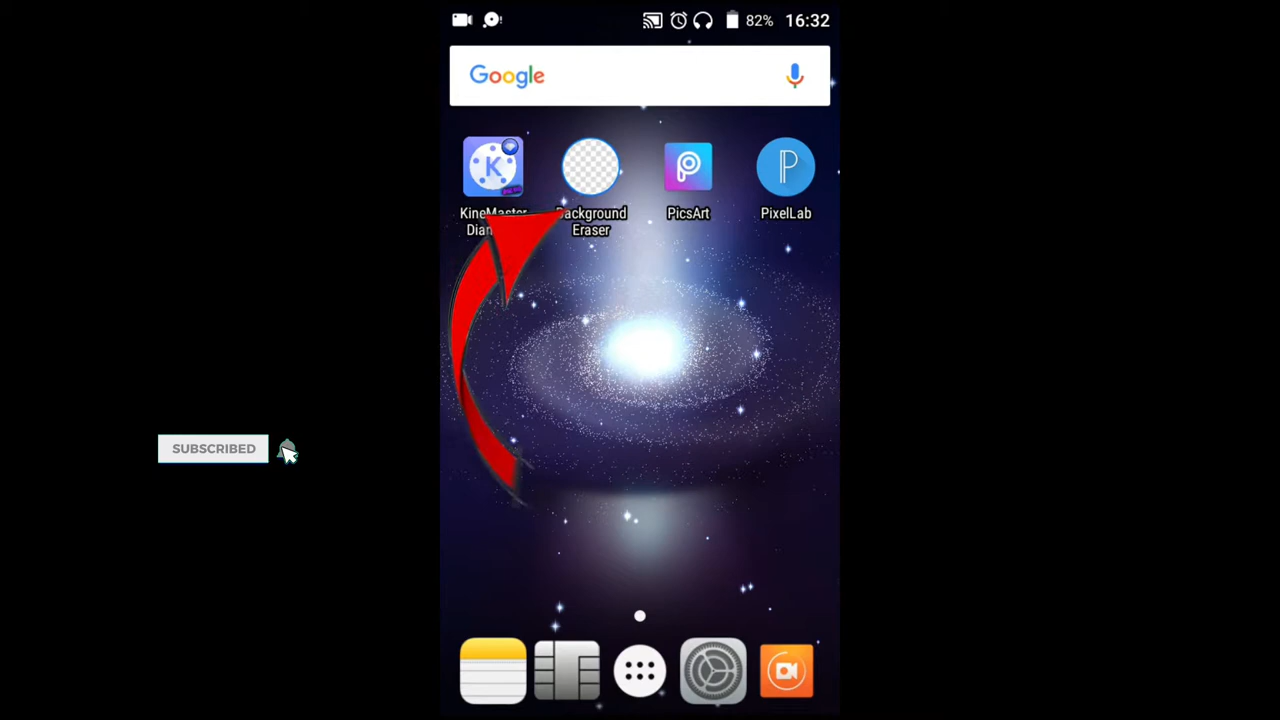 82% 16:32
Google
KineMaster Background PicsArt PixelLab
Eraser
SUBSCRIBED